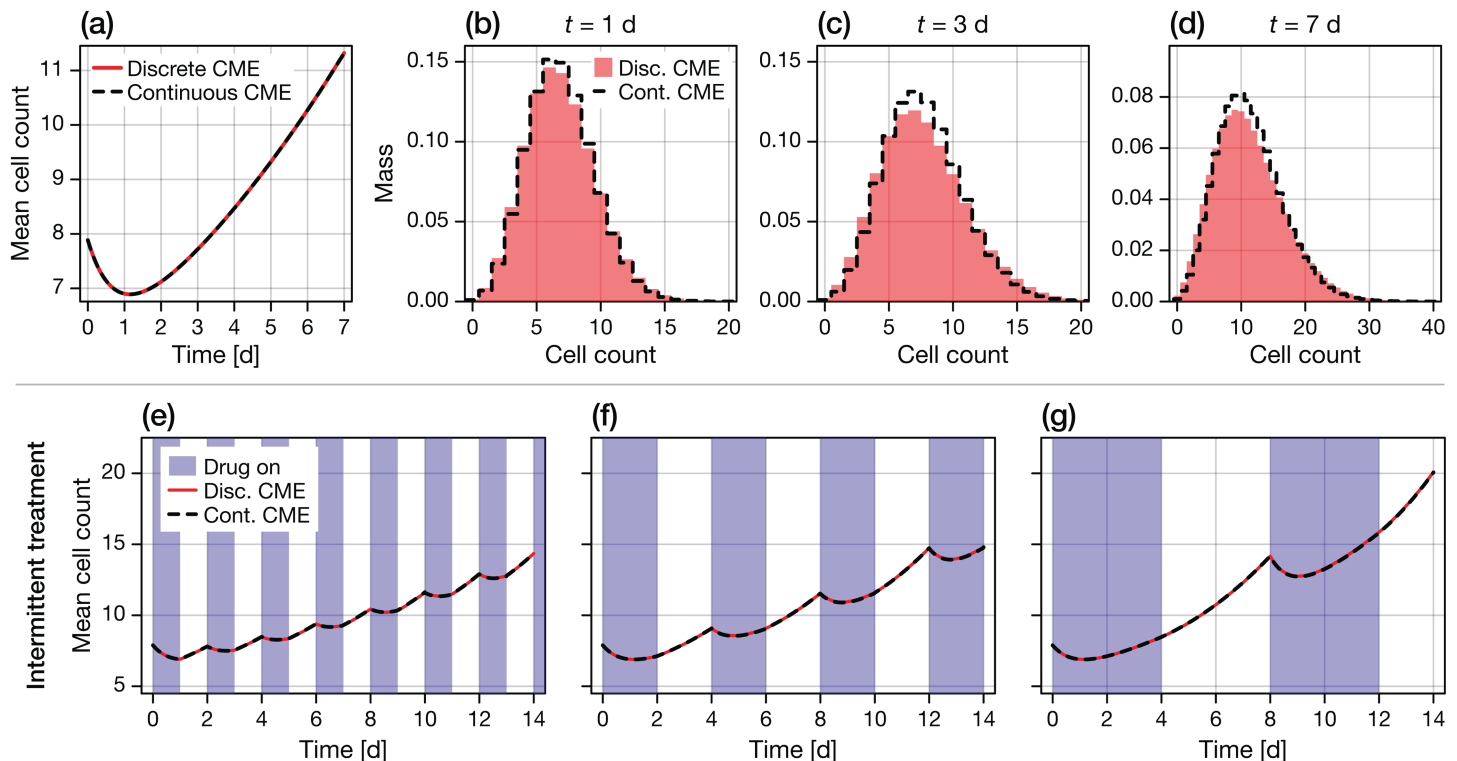 (a)
Mean cell count
11
10
9
8
7
Discrete CME
Continuous CME
0 1 2 3 4 5 6 7
Time [d]
(b)
t = 1 d
Mass
0.15
0.10
0.05
0.00
Disc. CME
Cont. CME
0 5 10 15 20
Cell count
(c)
t = 3 d
0.15
0.10
0.05
0.00
0 5 10 15 20
Cell count
(d)
t = 7 d
0.08
0.06
0.04
0.02
0.00
0 10 20 30 40
Cell count
Intermittent treatment
(e)
Mean cell count
20
15
10
5
Drug on
Disc. CME
Cont. CME
0 2 4 6 8 10 12 14
Time [d]
(f)
0 2 4 6 8 10 12 14
Time [d]
(g)
0 2 4 6 8 10 12 14
Time [d]